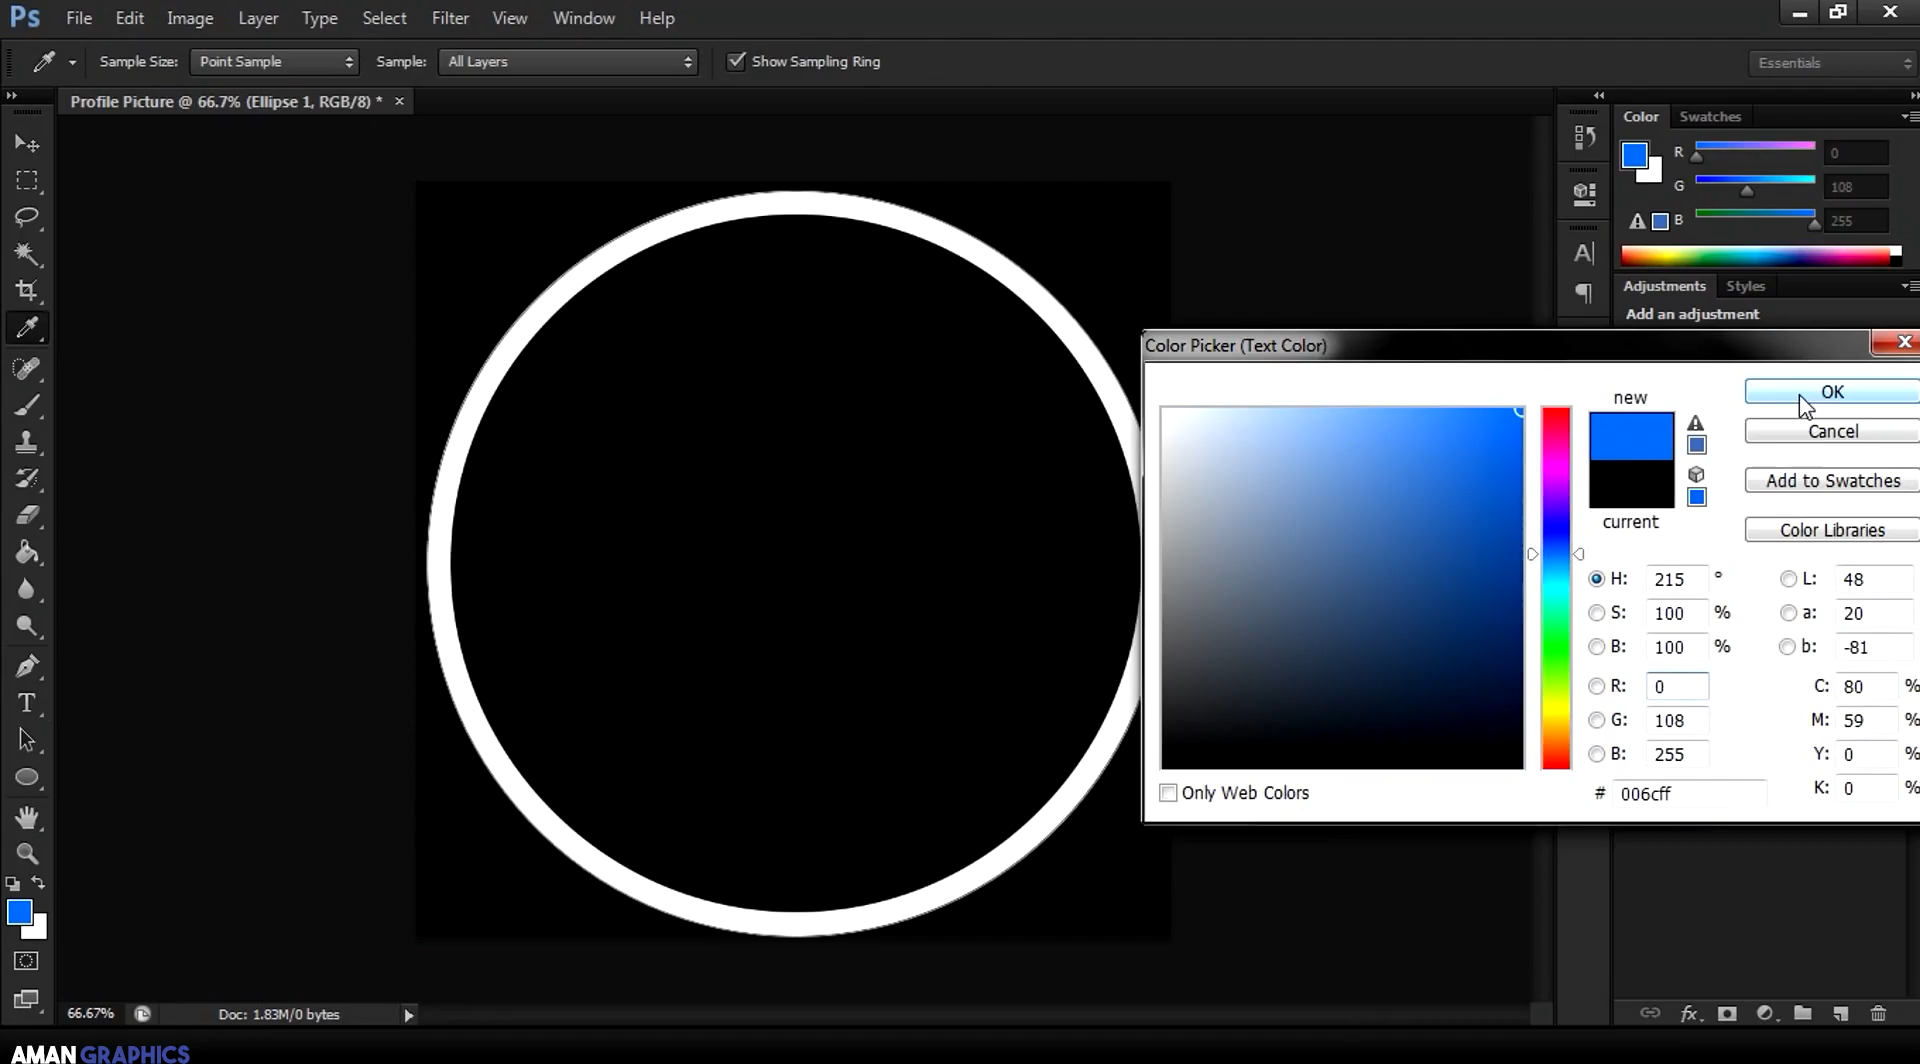 Ps File Edit Image Layer Type Select Filter View Window Help
Sample Size: Point Sample Sample: All Layers Show Sampling Ring Essentials
Profile Picture @ 66.7% (Ellipse 1, RGB/8) * ×
Color Swatches
R 0
G 108
B 255
Adjustments Styles
Add an adjustment
Color Picker (Text Color)
new
current
OK
Cancel
Add to Swatches
Color Libraries
H: 215 ° L: 48
S: 100 % a: 20
B: 100 % b: -81
R: 0 C: 80 %
G: 108 M: 59 %
B: 255 Y: 0 %
# 006cff K: 0 %
Only Web Colors
66.67% Doc: 1.83M/0 bytes
fx
AMAN GRAPHICS